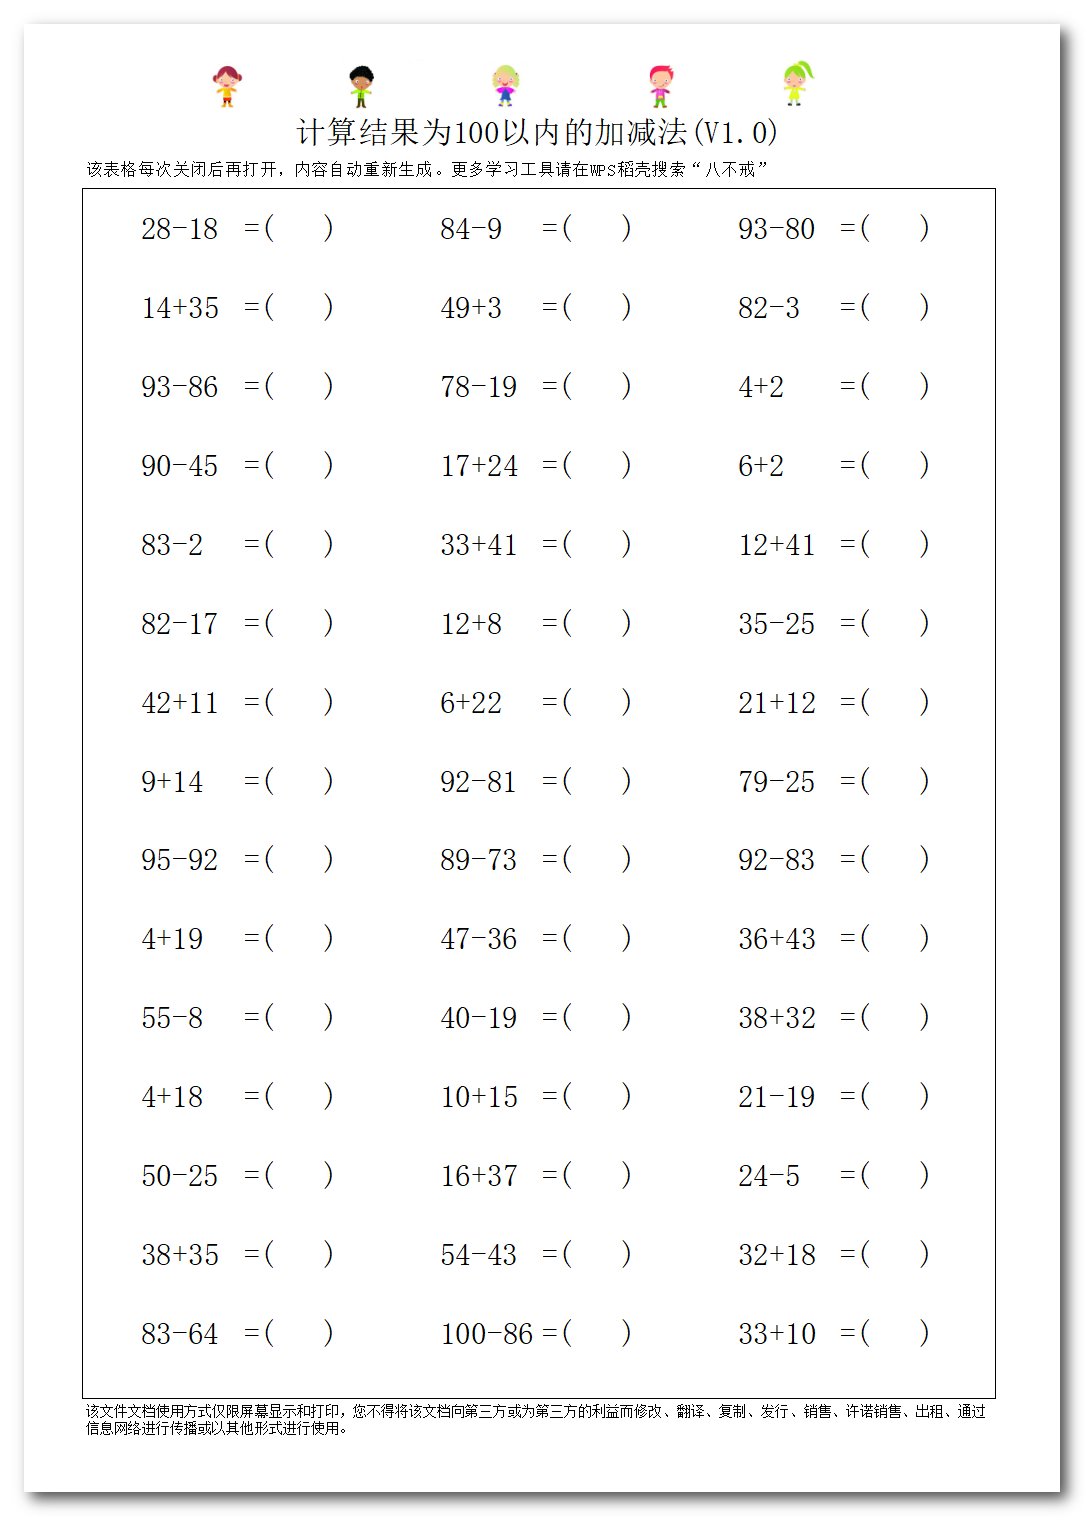 计算结果为100以内的加减法(V1.0)
该表格每次关闭后再打开，内容自动重新生成。更多学习工具请在WPS稻壳搜索“八不戒”
28-18 =(   ) 84-9 =(   ) 93-80 =(   )
14+35 =(   ) 49+3 =(   ) 82-3 =(   )
93-86 =(   ) 78-19 =(   ) 4+2 =(   )
90-45 =(   ) 17+24 =(   ) 6+2 =(   )
83-2 =(   ) 33+41 =(   ) 12+41 =(   )
82-17 =(   ) 12+8 =(   ) 35-25 =(   )
42+11 =(   ) 6+22 =(   ) 21+12 =(   )
9+14 =(   ) 92-81 =(   ) 79-25 =(   )
95-92 =(   ) 89-73 =(   ) 92-83 =(   )
4+19 =(   ) 47-36 =(   ) 36+43 =(   )
55-8 =(   ) 40-19 =(   ) 38+32 =(   )
4+18 =(   ) 10+15 =(   ) 21-19 =(   )
50-25 =(   ) 16+37 =(   ) 24-5 =(   )
38+35 =(   ) 54-43 =(   ) 32+18 =(   )
83-64 =(   ) 100-86 =(   ) 33+10 =(   )
该文件文档使用方式仅限屏幕显示和打印，您不得将该文档向第三方或为第三方的利益而修改、翻译、复制、发行、销售、许诺销售、出租、通过
信息网络进行传播或以其他形式进行使用。